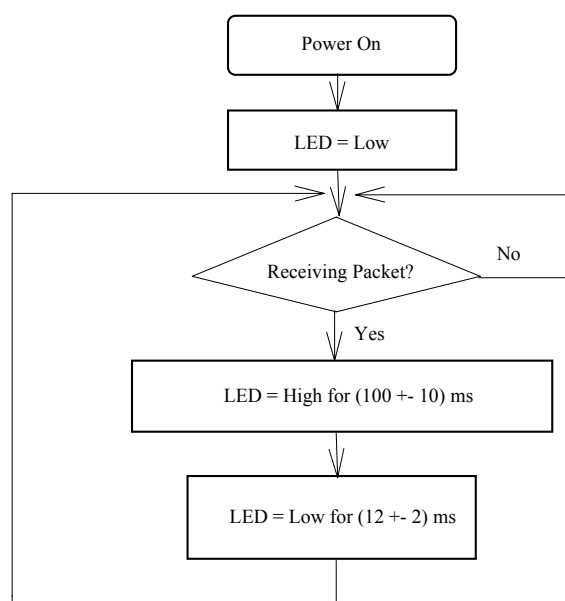 Power On
LED = Low
Receiving Packet?
No
Yes
LED = High for (100 +- 10) ms
LED = Low for (12 +- 2) ms